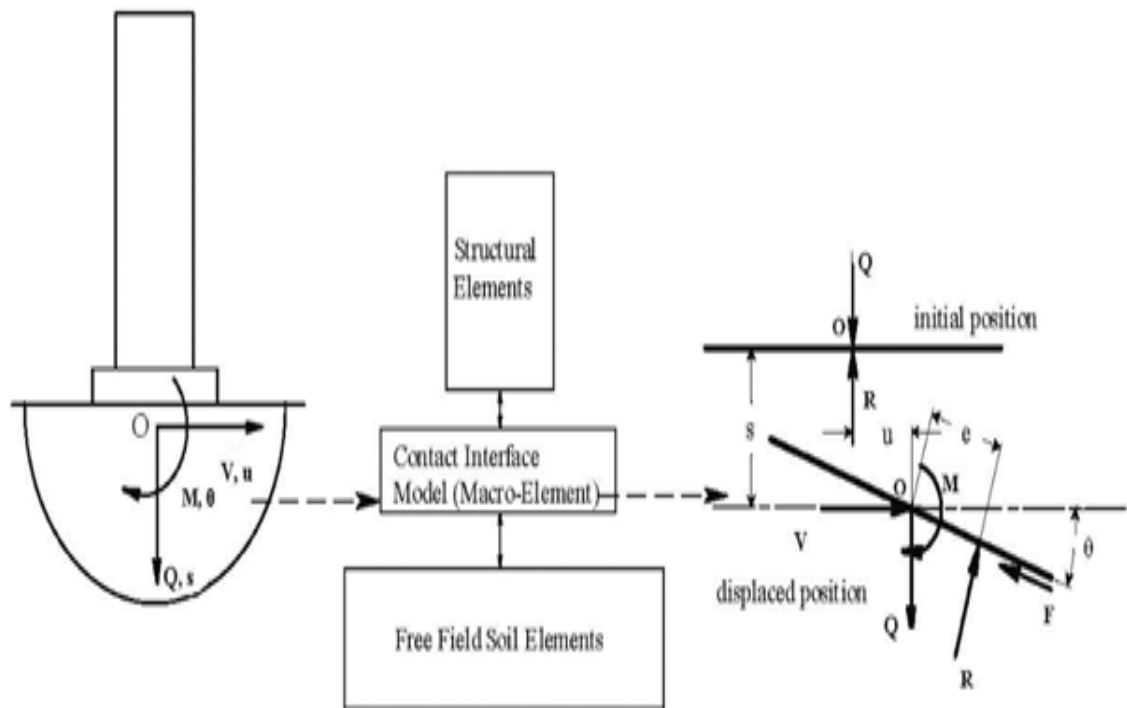 O
V, u
M, θ
Q, s
Structural
Elements
Contact Interface
Model (Macro-Element)
Free Field Soil Elements
Q
O
initial position
R
s
u
e
O
M
V
θ
displaced position
Q
F
R